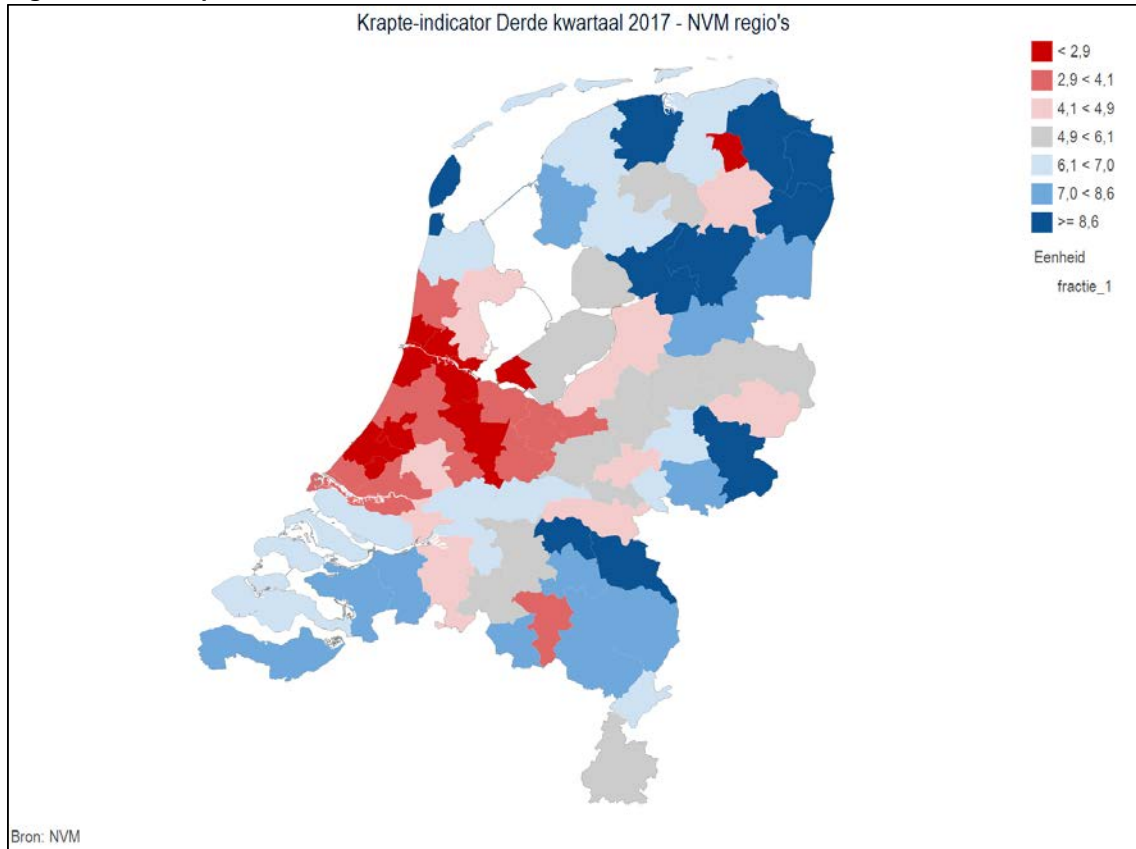 Krapte-indicator Derde kwartaal 2017 - NVM regio's
< 2,9
2,9 < 4,1
4,1 < 4,9
4,9 < 6,1
6,1 < 7,0
7,0 < 8,6
>= 8,6
Eenheid
fractie_1
Bron: NVM